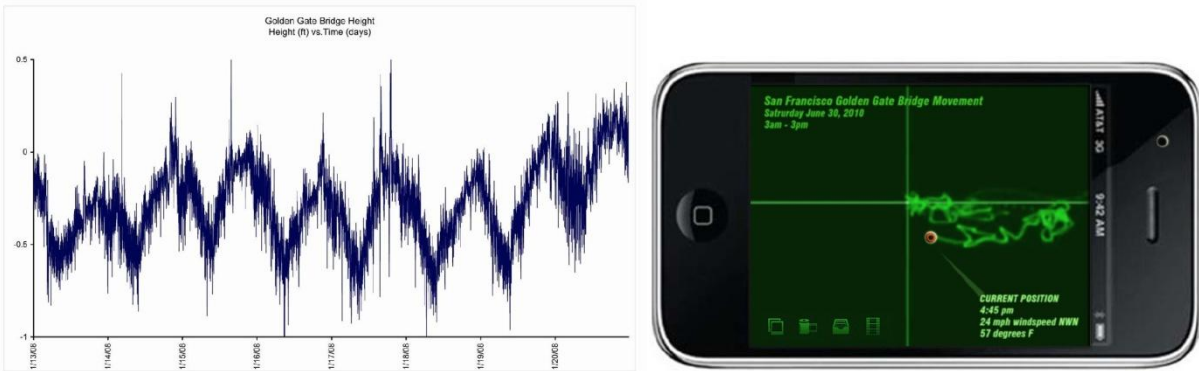 Golden Gate Bridge Height
Height (ft) vs.Time (days)
0.5
0
-0.5
-1
1/13/08
1/14/08
1/15/08
1/16/08
1/17/08
1/18/08
1/19/08
1/20/08
San Francisco Golden Gate Bridge Movement
Satrurday June 30, 2010
3am - 3pm
AT&T 3G
9:42 AM
CURRENT POSITION
4:45 pm
24 mph windspeed NWN
57 degrees F